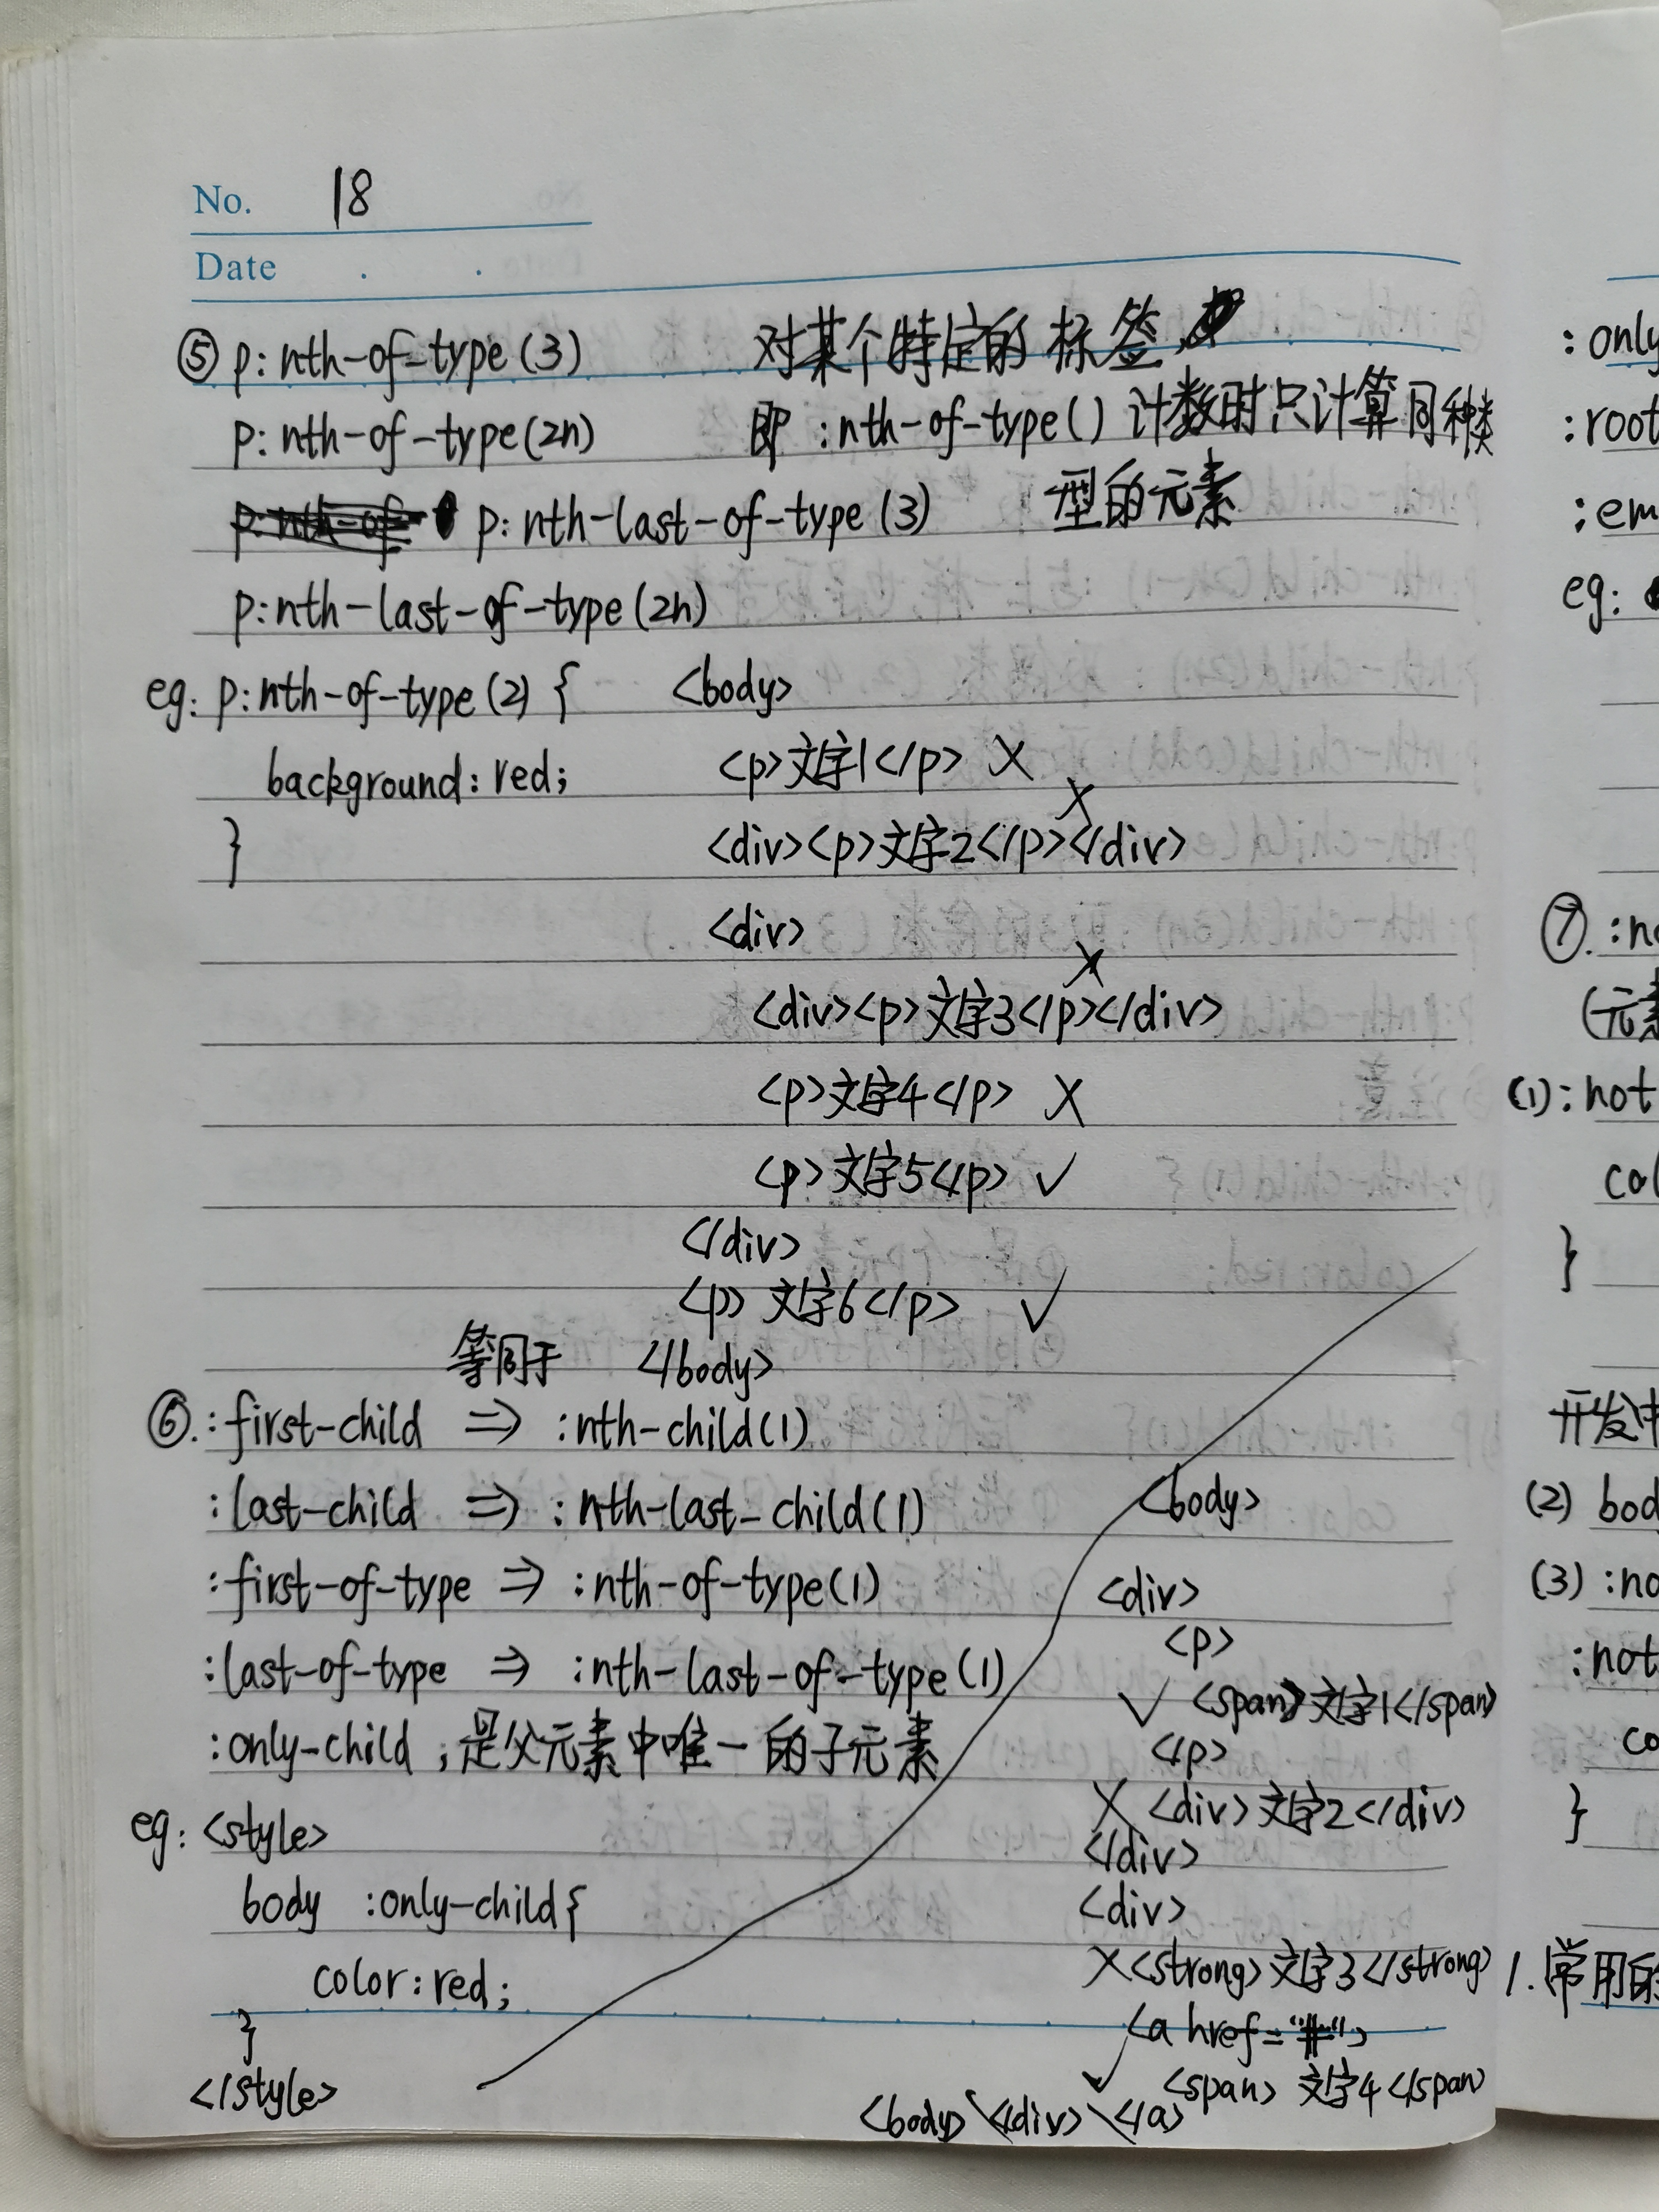 No. 18
Date . .
⑤ p:nth-of-type(3) 对某个特定的标签,
p:nth-of-type(2n) 即 :nth-of-type() 计数时只计算同种类
p:nth-last-of-type(3) 型的元素
p:nth-last-of-type(2n)
eg: p:nth-of-type(2) { <body>
background: red; <p>文字1</p> X
} <div><p>文字2</p></div> X
<div>
<div><p>文字3</p></div> X
<p>文字4</p> X
<p>文字5</p> ✓
</div>
<p> 文字6</p> ✓
等同于 </body>
⑥. :first-child ⇒ :nth-child(1)
:last-child ⇒ :nth-last-child(1)
:first-of-type ⇒ :nth-of-type(1)
:last-of-type ⇒ :nth-last-of-type(1)
:only-child ;是父元素中唯一的子元素
eg: <style>
body :only-child{
color: red;
}
</style>
<body>
<div>
<p>
✓ <span>文字1</span>
</p>
X <div>文字2</div>
</div>
<div>
X <strong>文字3</strong>
<a href="#">
✓ <span> 文字4 </span>
<body> \</div> \</a>
:only
:root
:em
eg:
⑦. :no
(元素
(1): not
col
}
开发
(2) bod
(3) :no
:not
co
}
1. 常用的